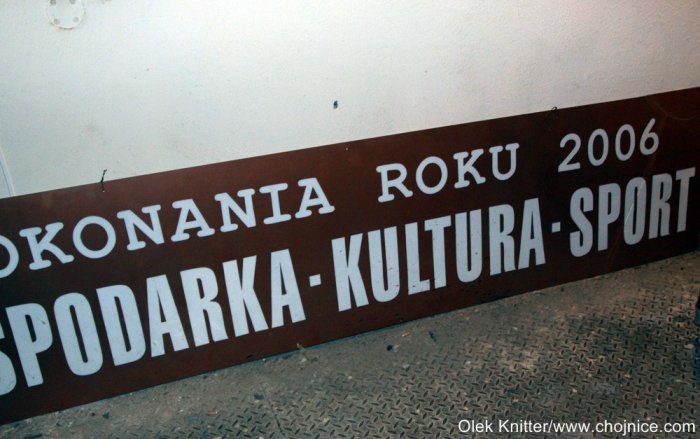 OKONANIA ROKU 2006
SPODARKA · KULTURA · SPORT
Olek Knitter/www.chojnice.com